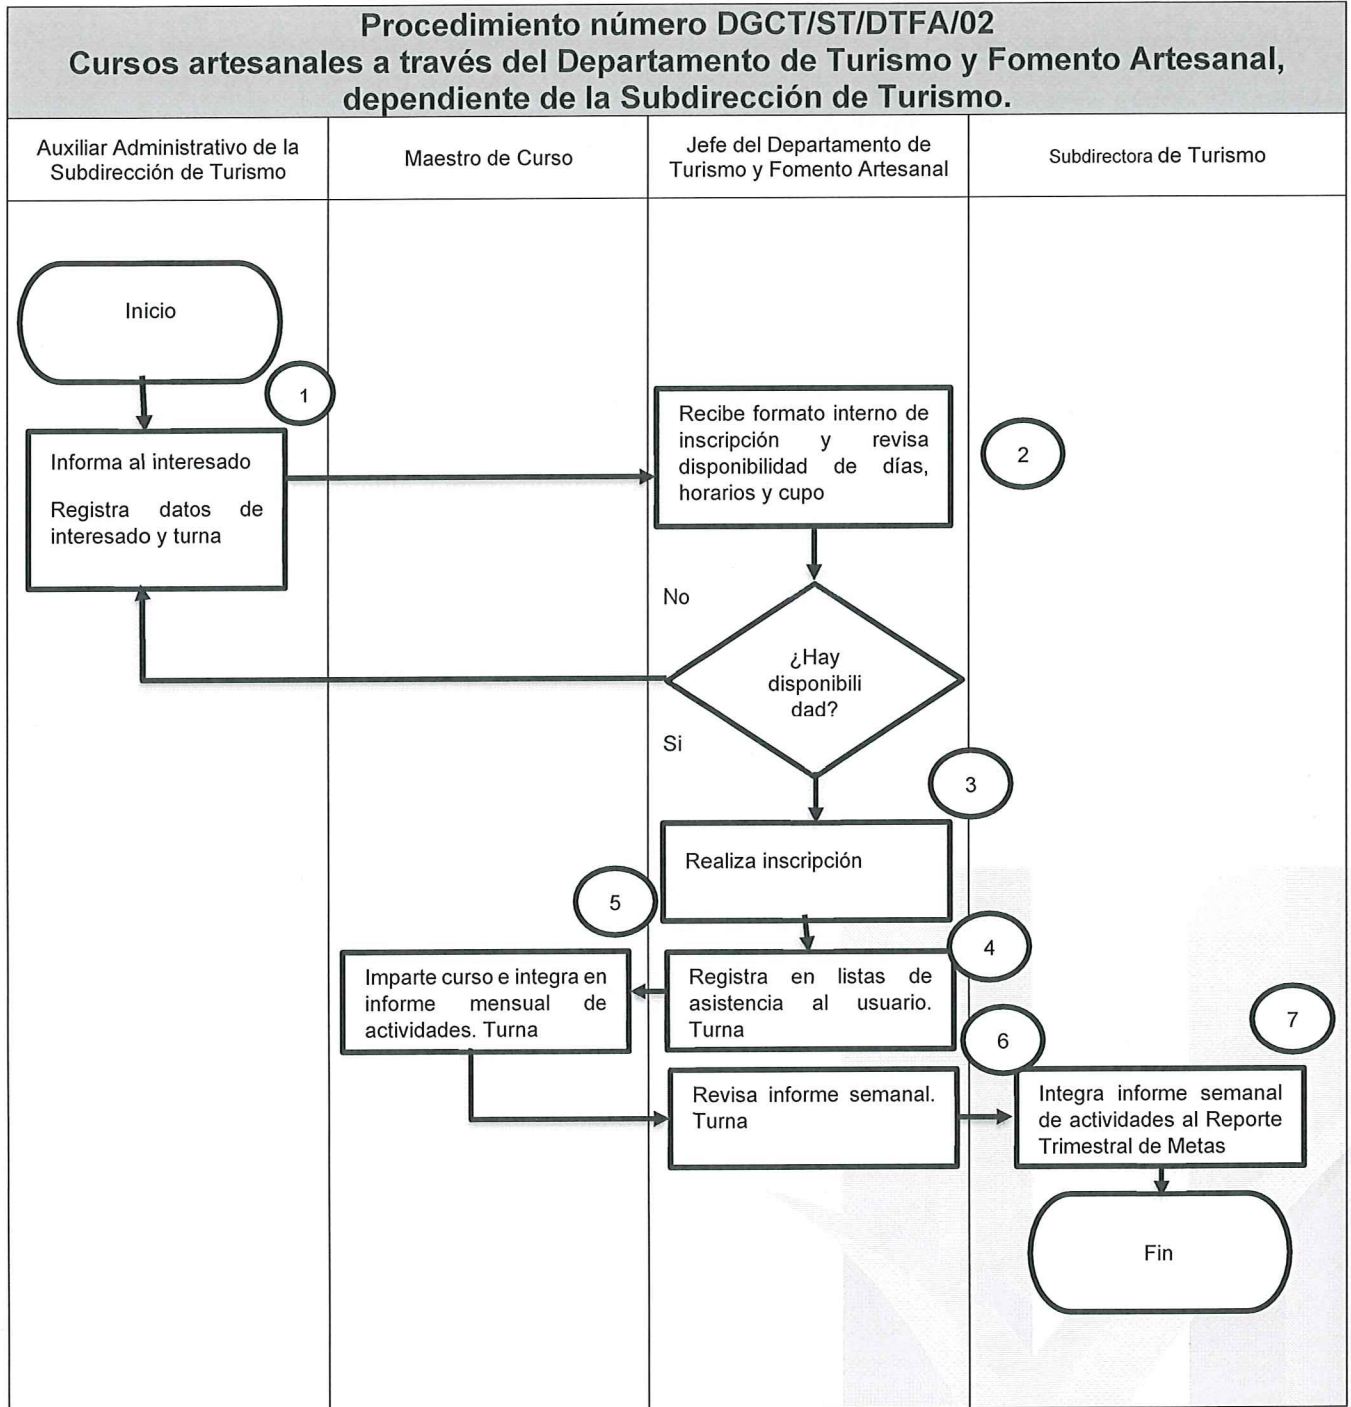 Procedimiento número DGCT/ST/DTFA/02
Cursos artesanales a través del Departamento de Turismo y Fomento Artesanal,
dependiente de la Subdirección de Turismo.
Auxiliar Administrativo de la
Subdirección de Turismo
Maestro de Curso
Jefe del Departamento de
Turismo y Fomento Artesanal
Subdirectora de Turismo
Inicio
1
Informa al interesado
Registra datos de
interesado y turna
Recibe formato interno de
inscripción y revisa
disponibilidad de días,
horarios y cupo
2
No
¿Hay
disponibili
dad?
Si
3
Realiza inscripción
4
Registra en listas de
asistencia al usuario.
Turna
5
Imparte curso e integra en
informe mensual de
actividades. Turna
6
Revisa informe semanal.
Turna
7
Integra informe semanal
de actividades al Reporte
Trimestral de Metas
Fin